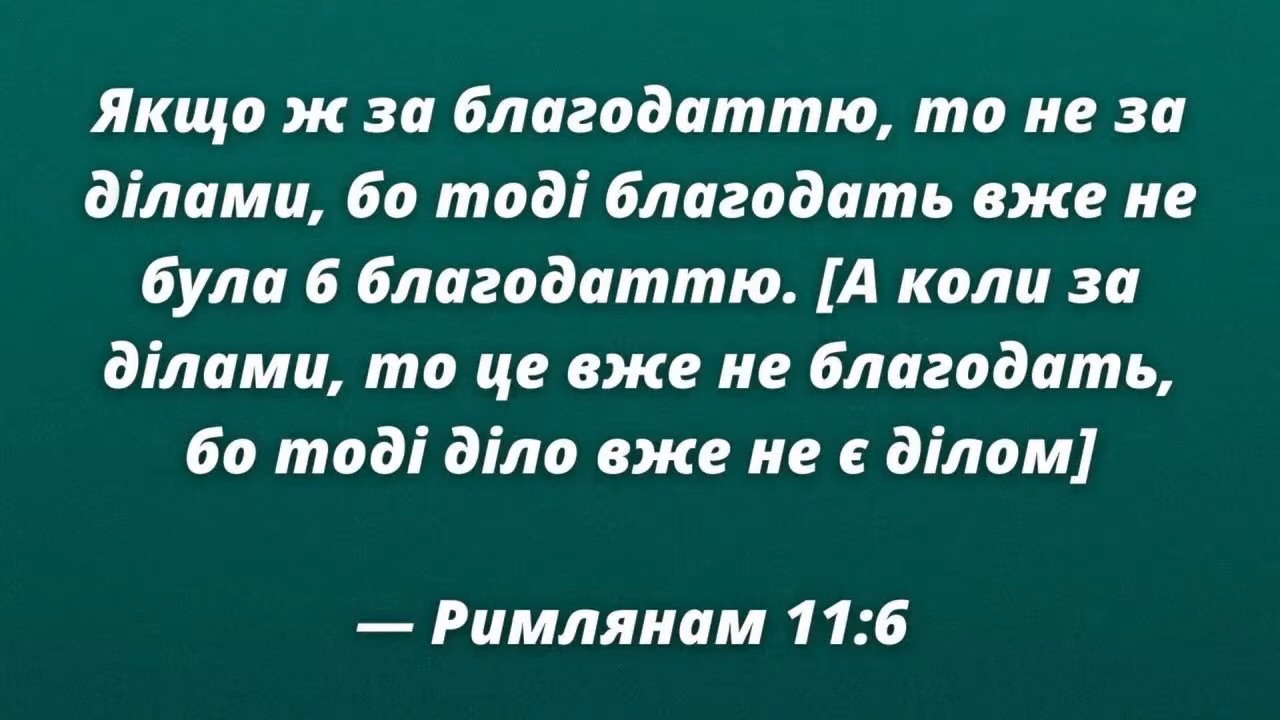 Якщо ж за благодаттю, то не за
ділами, бо тоді благодать вже не
була б благодаттю. [А коли за
ділами, то це вже не благодать,
бо тоді діло вже не є ділом]
— Римлянам 11:6